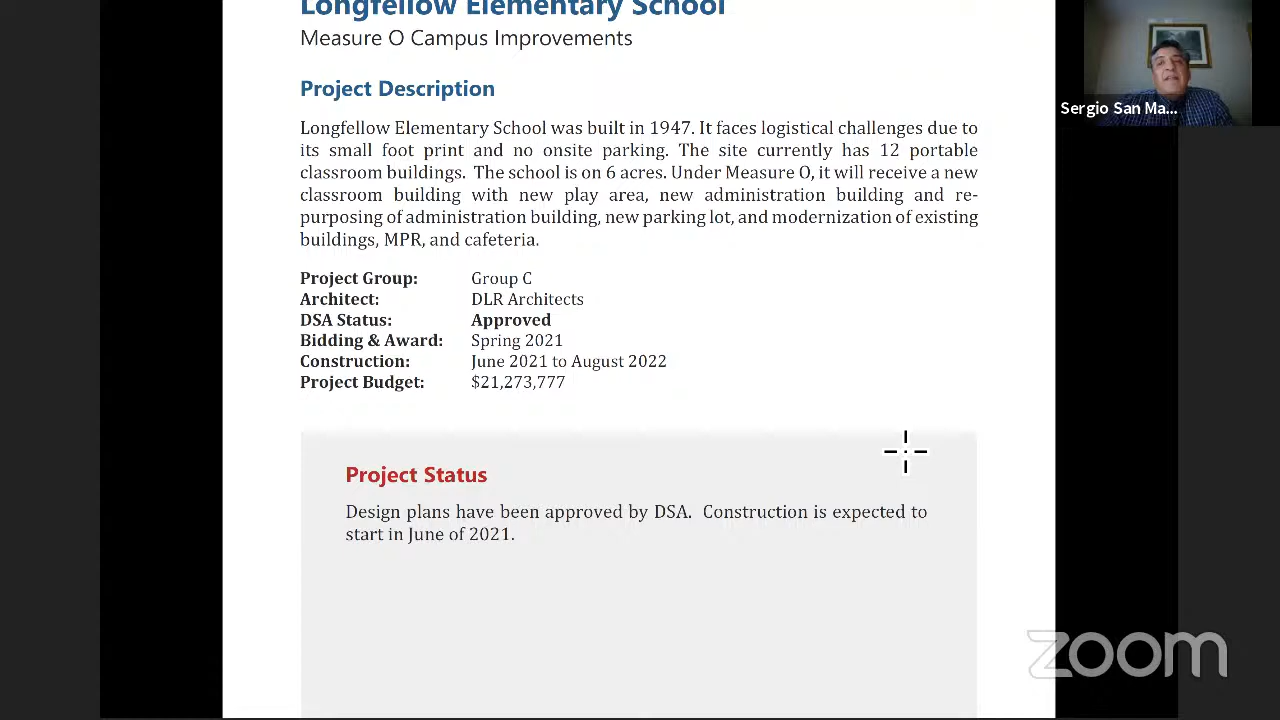 Longfellow Elementary School
Measure O Campus Improvements
Project Description
Longfellow Elementary School was built in 1947. It faces logistical challenges due to
its small foot print and no onsite parking. The site currently has 12 portable
classroom buildings. The school is on 6 acres. Under Measure O, it will receive a new
classroom building with new play area, new administration building and re-
purposing of administration building, new parking lot, and modernization of existing
buildings, MPR, and cafeteria.
Project Group: Group C
Architect: DLR Architects
DSA Status: Approved
Bidding & Award: Spring 2021
Construction: June 2021 to August 2022
Project Budget: $21,273,777
Project Status
Design plans have been approved by DSA. Construction is expected to
start in June of 2021.
Sergio San Ma...
zoom